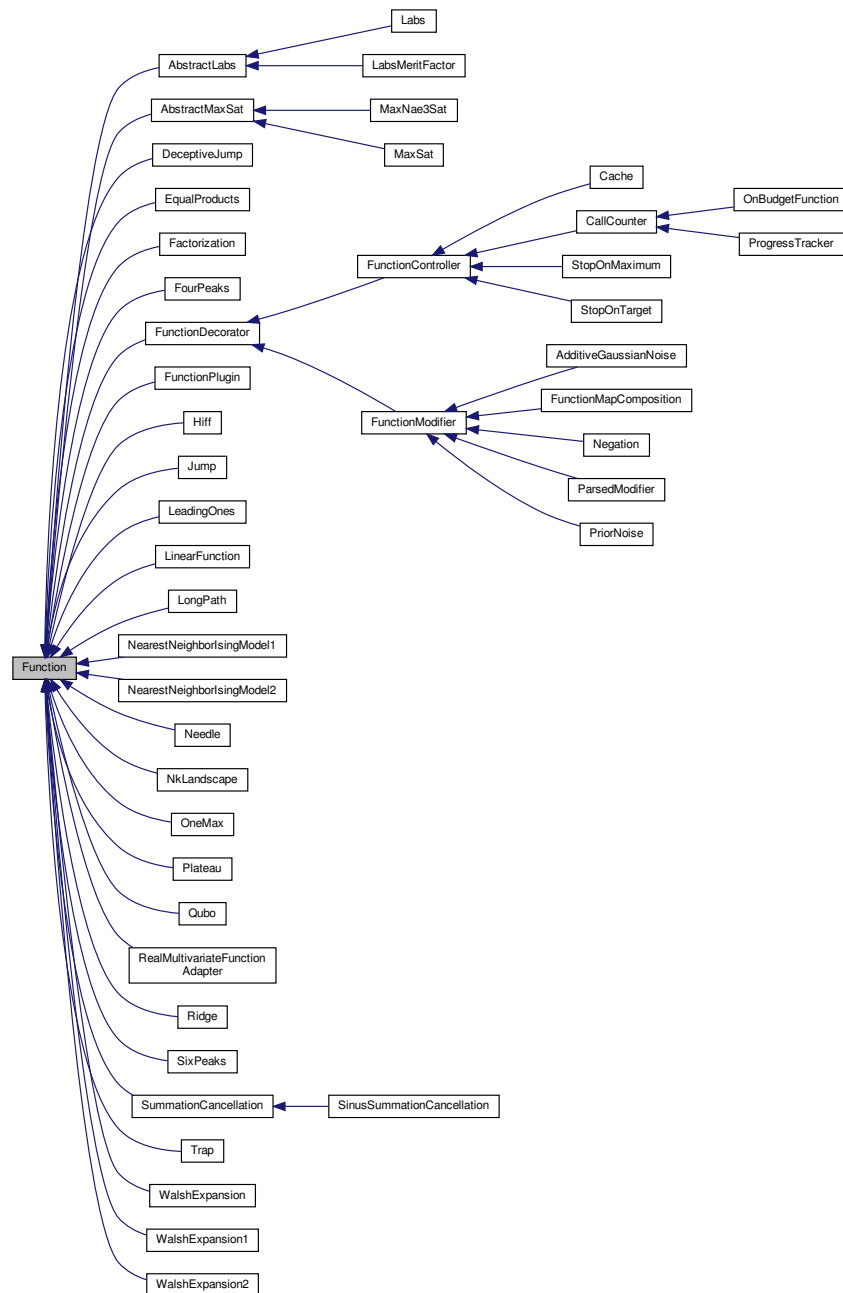 Labs
AbstractLabs
LabsMeritFactor
AbstractMaxSat
MaxNae3Sat
MaxSat
DeceptiveJump
Cache
EqualProducts
OnBudgetFunction
CallCounter
Factorization
ProgressTracker
FunctionController
StopOnMaximum
FourPeaks
StopOnTarget
FunctionDecorator
AdditiveGaussianNoise
FunctionPlugin
FunctionMapComposition
Hiff
FunctionModifier
Negation
Jump
ParsedModifier
LeadingOnes
PriorNoise
LinearFunction
LongPath
NearestNeighborIsingModel1
Function
NearestNeighborIsingModel2
Needle
NkLandscape
OneMax
Plateau
Qubo
RealMultivariateFunction
Adapter
Ridge
SixPeaks
SummationCancellation
SinusSummationCancellation
Trap
WalshExpansion
WalshExpansion1
WalshExpansion2